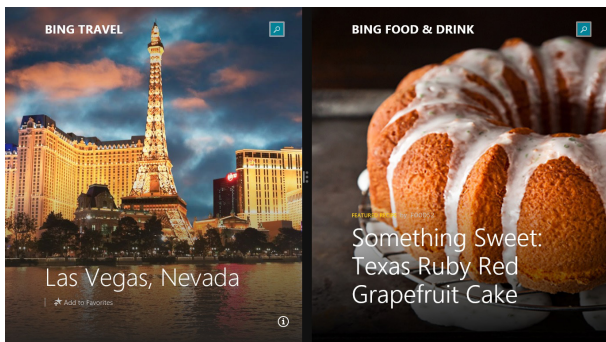 BING TRAVEL
Las Vegas, Nevada
Add to Favorites
BING FOOD & DRINK
Something Sweet:
Texas Ruby Red
Grapefruit Cake